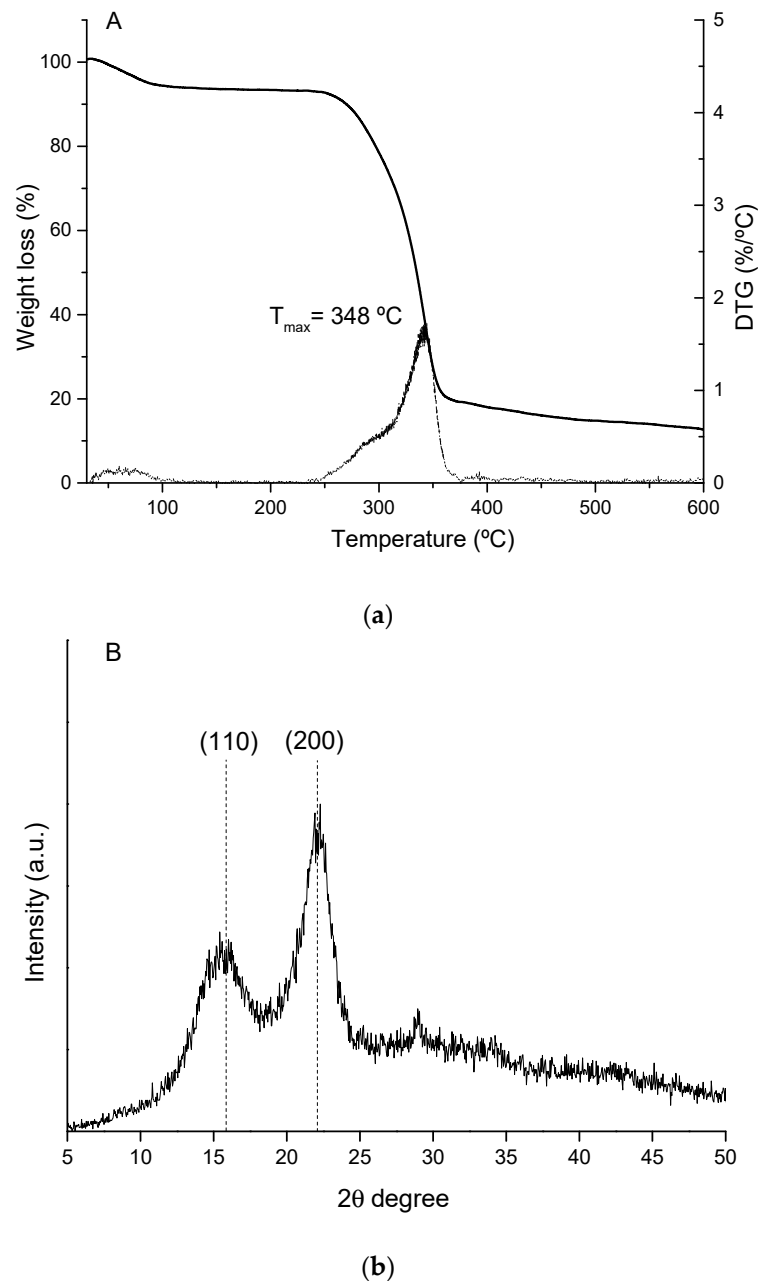 A
100
80
60
40
20
0
Weight loss (%)
5
4
3
2
1
0
DTG (%/ºC)
Tmax= 348 ºC
100 200 300 400 500 600
Temperature (ºC)
(a)
B
(110) (200)
Intensity (a.u.)
5 10 15 20 25 30 35 40 45 50
2θ degree
(b)